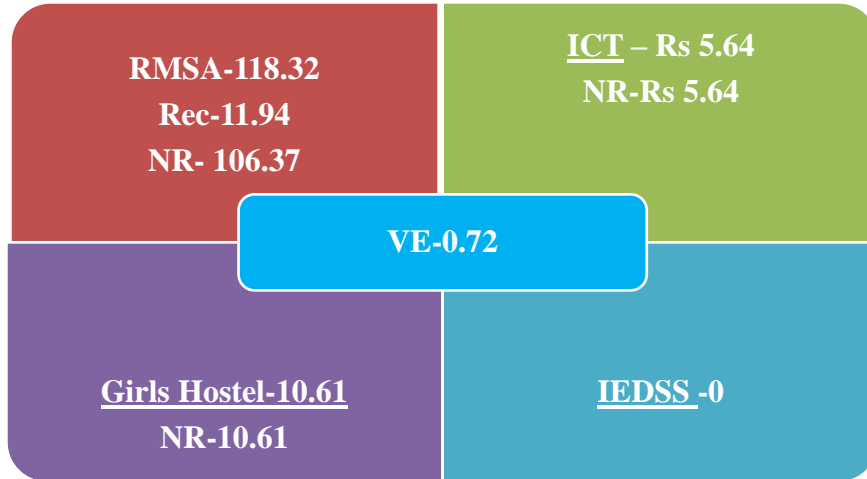 RMSA-118.32
Rec-11.94
NR- 106.37
ICT – Rs 5.64
NR-Rs 5.64
VE-0.72
Girls Hostel-10.61
NR-10.61
IEDSS -0